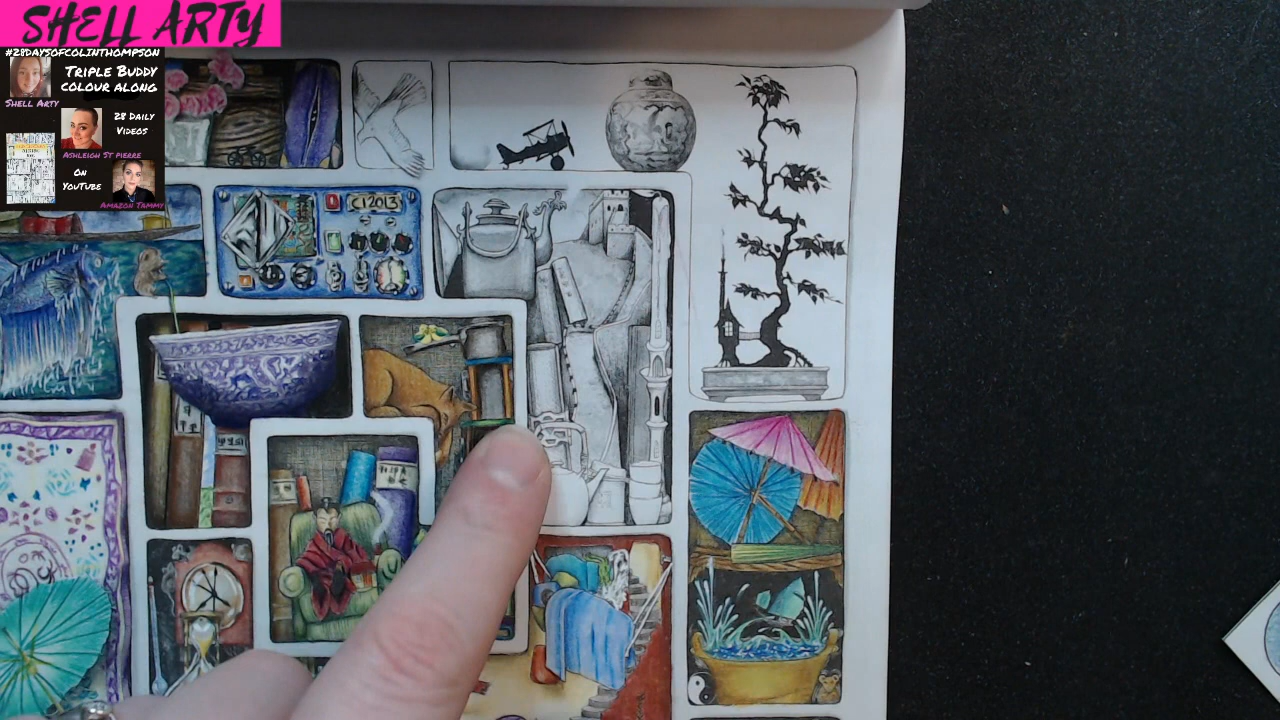 SHELL ARTY
#28DAYSOFCOLINTHOMPSON
TRIPLE BUDDY
COLOUR ALONG
SHELL ARTY
28 DAILY
VIDEOS
ASHLEIGH ST PIERRE
ON
YOUTUBE
AMAZON TAMMY
C12013